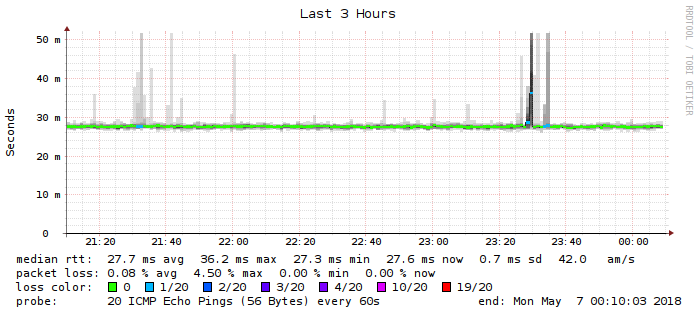 Last 3 Hours
RRDTOOL / TOBI OETIKER
Seconds
50 m
40 m
30 m
20 m
10 m
0
21:20 21:40 22:00 22:20 22:40 23:00 23:20 23:40 00:00
median rtt: 27.7 ms avg 36.2 ms max 27.3 ms min 27.6 ms now 0.7 ms sd 42.0 am/s
packet loss: 0.08 % avg 4.50 % max 0.00 % min 0.00 % now
loss color: 0 1/20 2/20 3/20 4/20 10/20 19/20
probe: 20 ICMP Echo Pings (56 Bytes) every 60s end: Mon May 7 00:10:03 2018